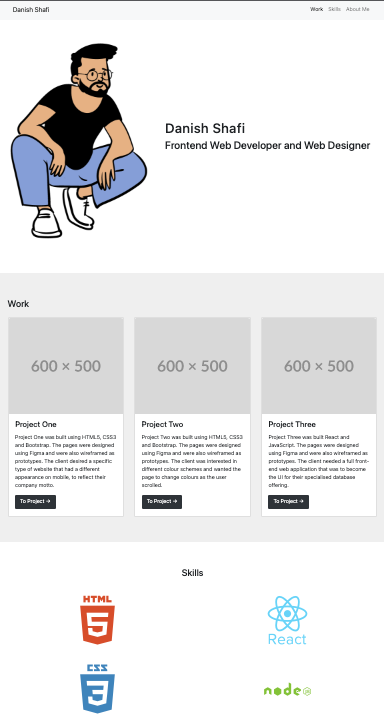 Danish Shafi
Work Skills About Me
Danish Shafi
Frontend Web Developer and Web Designer
Work
600 × 500
600 × 500
600 × 500
Project One
Project One was built using HTML5, CSS3
and Bootstrap. The pages were designed
using Figma and were also wireframed as
prototypes. The client desired a specific
type of website that had a different
appearance on mobile, to reflect their
company motto.
To Project →
Project Two
Project Two was built using HTML5, CSS3
and Bootstrap. The pages were designed
using Figma and were also wireframed as
prototypes. The client was interested in
different colour schemes and wanted the
page to change colours as the user
scrolled.
To Project →
Project Three
Project Three was built React and
JavaScript. The pages were designed
using Figma and were also wireframed as
prototypes. The client needed a full front-
end web application that was to become
the UI for their specialised database
offering.
To Project →
Skills
HTML
5
React
CSS
3
node
JS